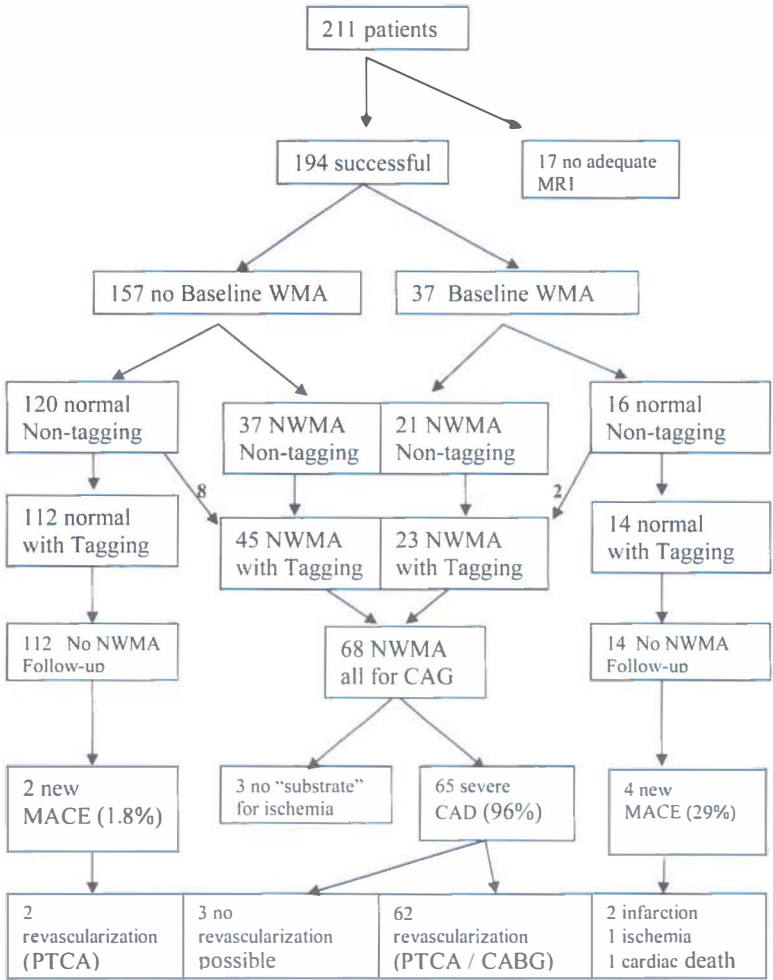 211 patients
194 successful
17 no adequate
MRI
157 no Baseline WMA
37 Baseline WMA
120 normal
Non-tagging
37 NWMA
Non-tagging
21 NWMA
Non-tagging
16 normal
Non-tagging
8
2
112 normal
with Tagging
45 NWMA
with Tagging
23 NWMA
with Tagging
14 normal
with Tagging
112 No NWMA
Follow-up
68 NWMA
all for CAG
14 No NWMA
Follow-up
2 new
MACE (1.8%)
3 no "substrate"
for ischemia
65 severe
CAD (96%)
4 new
MACE (29%)
2
revascularization
(PTCA)
3 no
revascularization
possible
62
revascularization
(PTCA / CABG)
2 infarction
1 ischemia
1 cardiac death